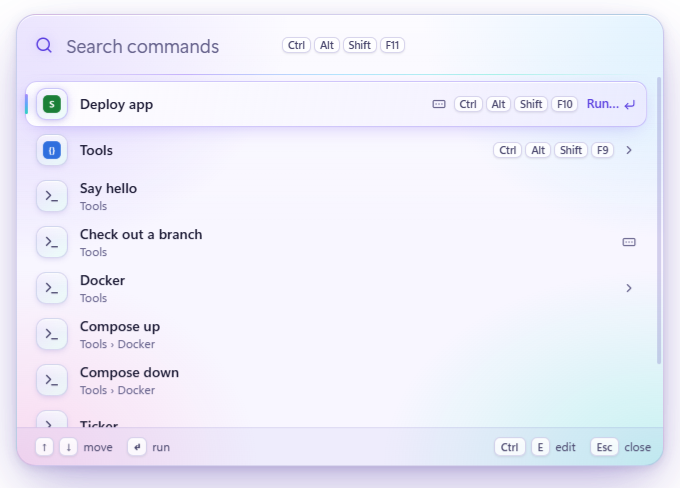 Search commands Ctrl Alt Shift F11
S Deploy app Ctrl Alt Shift F10 Run... ↵
{} Tools Ctrl Alt Shift F9 ›
>_ Say hello
Tools
>_ Check out a branch
Tools
>_ Docker ›
Tools
>_ Compose up
Tools › Docker
>_ Compose down
Tools › Docker
Ticker
↑ ↓ move ↵ run Ctrl E edit Esc close